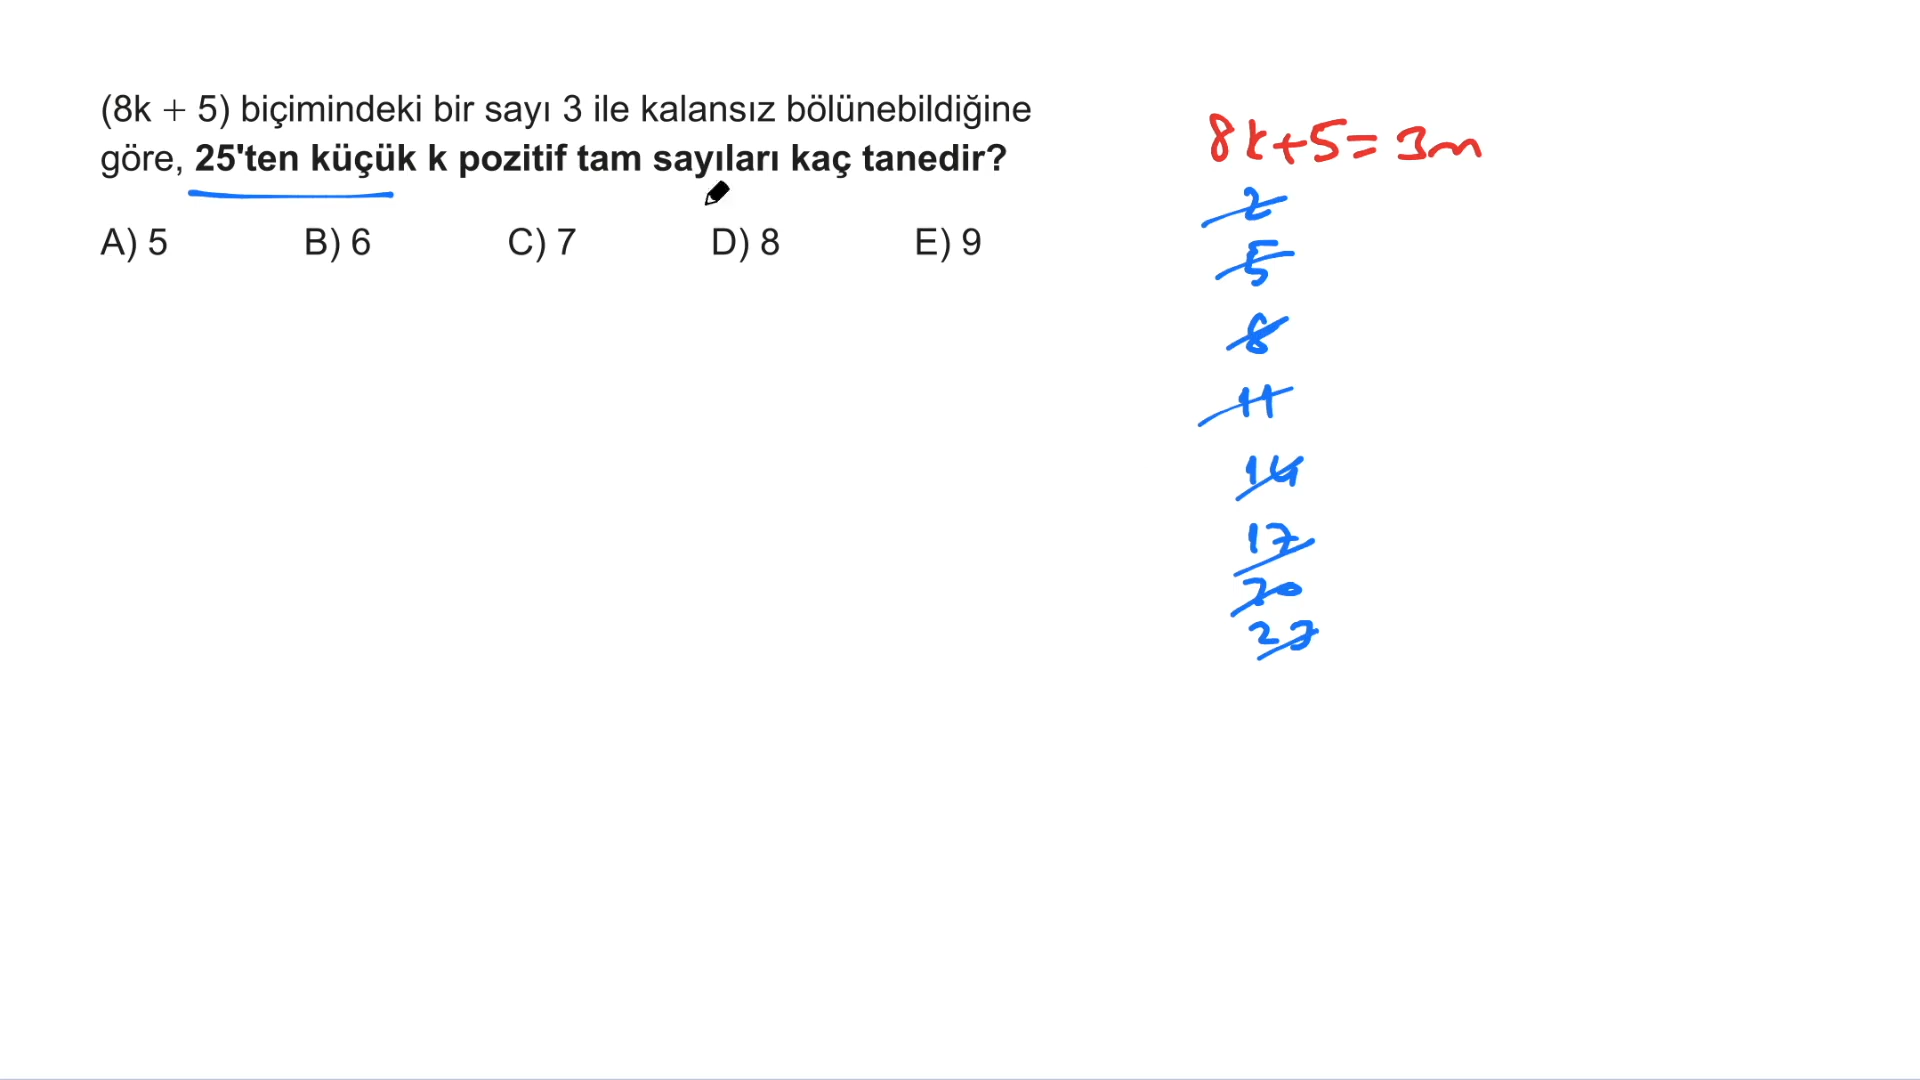 (8k + 5) biçimindeki bir sayı 3 ile kalansız bölünebildiğine
göre, 25'ten küçük k pozitif tam sayıları kaç tanedir?
A) 5 B) 6 C) 7 D) 8 E) 9
8k+5=3m
2
5
8
11
14
17
20
23